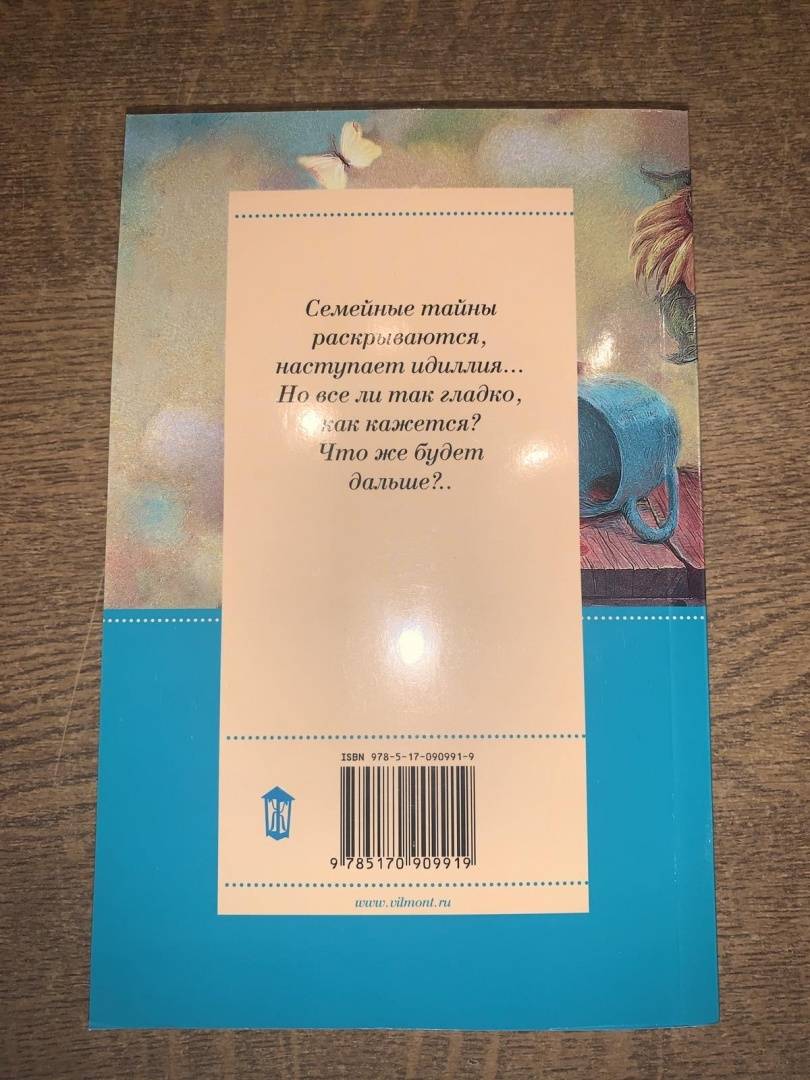 Семейные тайны
раскрываются,
наступает идиллия...
Но все ли так гладко,
как кажется?
Что же будет
дальше?..
ISBN 978-5-17-090991-9
Ж
9 785170 909919
www.vilmont.ru